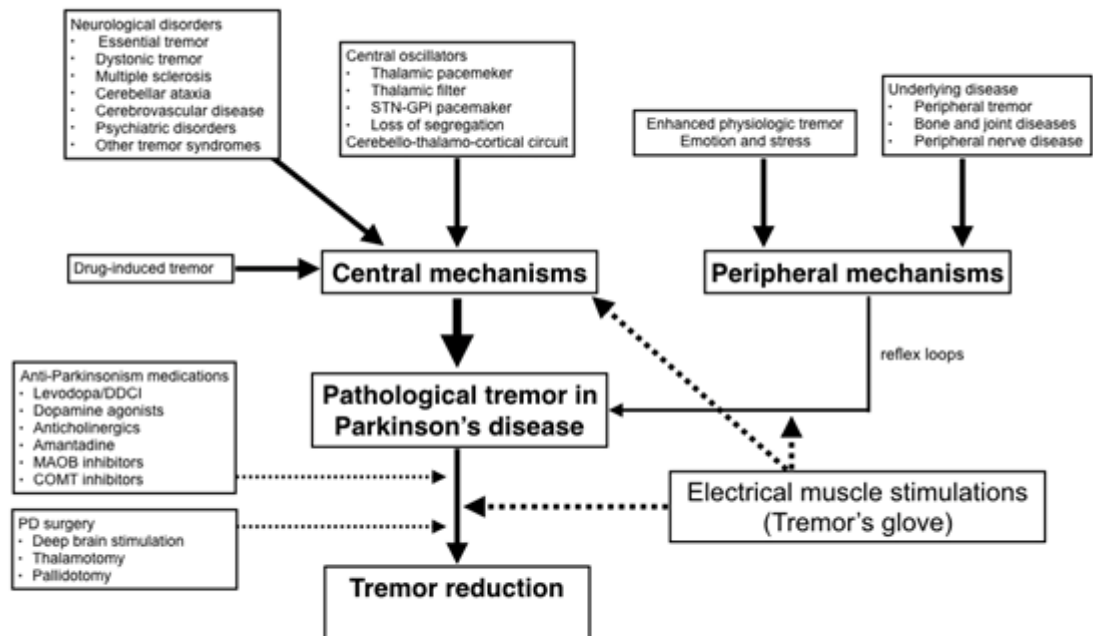 Neurological disorders
· Essential tremor
· Dystonic tremor
· Multiple sclerosis
· Cerebellar ataxia
· Cerebrovascular disease
· Psychiatric disorders
· Other tremor syndromes
Central oscillators
· Thalamic pacemeker
· Thalamic filter
· STN-GPi pacemaker
· Loss of segregation
Cerebello-thalamo-cortical circuit
Enhanced physiologic tremor
Emotion and stress
Underlying disease
· Peripheral tremor
· Bone and joint diseases
· Peripheral nerve disease
Drug-induced tremor
Central mechanisms
Peripheral mechanisms
reflex loops
Anti-Parkinsonism medications
· Levodopa/DDCI
· Dopamine agonists
· Anticholinergics
· Amantadine
· MAOB inhibitors
· COMT inhibitors
Pathological tremor in
Parkinson's disease
Electrical muscle stimulations
(Tremor's glove)
PD surgery
· Deep brain stimulation
· Thalamotomy
· Pallidotomy
Tremor reduction